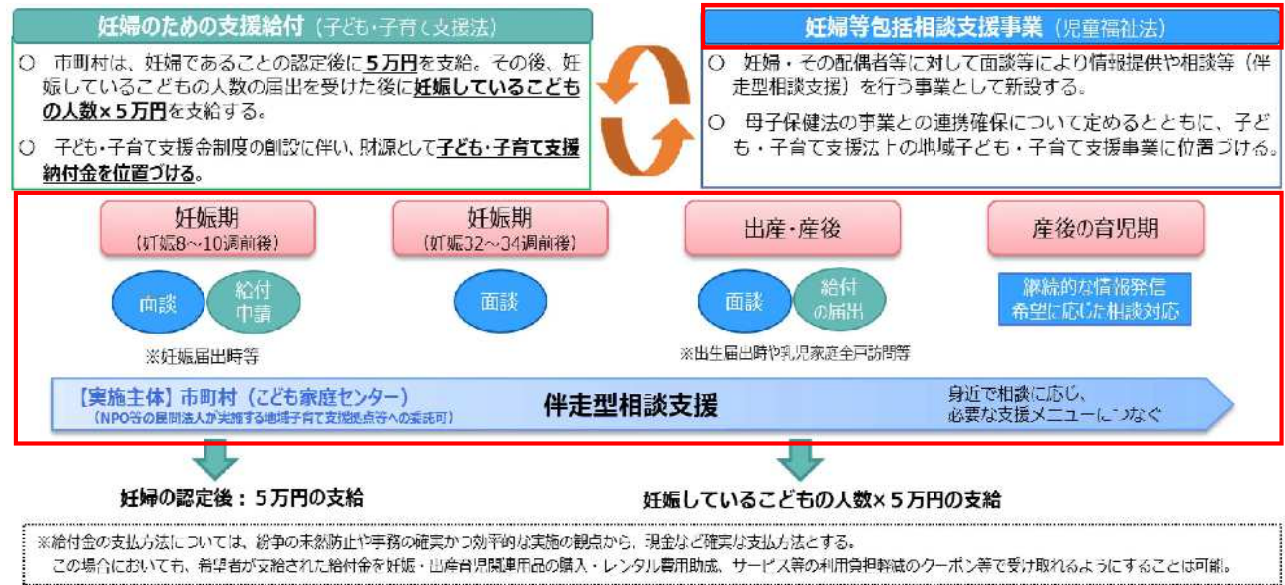 妊婦のための支援給付（子ども・子育て支援法）
○　市町村は、妊婦であることの認定後に５万円を支給。その後、妊
娠しているこどもの人数の届出を受けた後に妊娠しているこども
の人数×５万円を支給する。
○　子ども・子育て支援金制度の創設に伴い、財源として子ども・子育て支援
納付金を位置づける。
妊婦等包括相談支援事業（児童福祉法）
○　妊婦・その配偶者等に対して面談等により情報提供や相談等（伴
走型相談支援）を行う事業として新設する。
○　母子保健法の事業との連携確保について定めるとともに、子ど
も・子育て支援法上の地域子ども・子育て支援事業に位置づける。
妊娠期
（妊娠8～10週前後）
妊娠期
（妊娠32～34週前後）
出産・産後
産後の育児期
面談
給付
申請
面談
面談
給付
の届出
継続的な情報発信
希望に応じた相談対応
※妊娠届出時等
※出生届出時や乳児家庭全戸訪問等
【実施主体】市町村（こども家庭センター）
（NPO等の民間法人が実施する地域子育て支援拠点等への委託可）
伴走型相談支援
身近で相談に応じ、
必要な支援メニューにつなぐ
妊婦の認定後：５万円の支給
妊娠しているこどもの人数×５万円の支給
※給付金の支払方法については、紛争の未然防止や事務の確実かつ効率的な実施の観点から、現金など確実な支払方法とする。
この場合においても、希望者が支給された給付金を妊娠・出産育児関連用品の購入・レンタル費用助成、サービス等の利用負担軽減のクーポン等で受け取れるようにすることは可能。